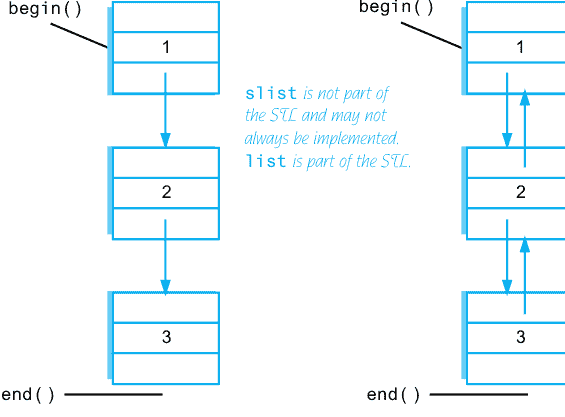 begin()
1
2
3
end()
slist is not part of
the STL and may not
always be implemented.
list is part of the STL.
begin()
1
2
3
end()